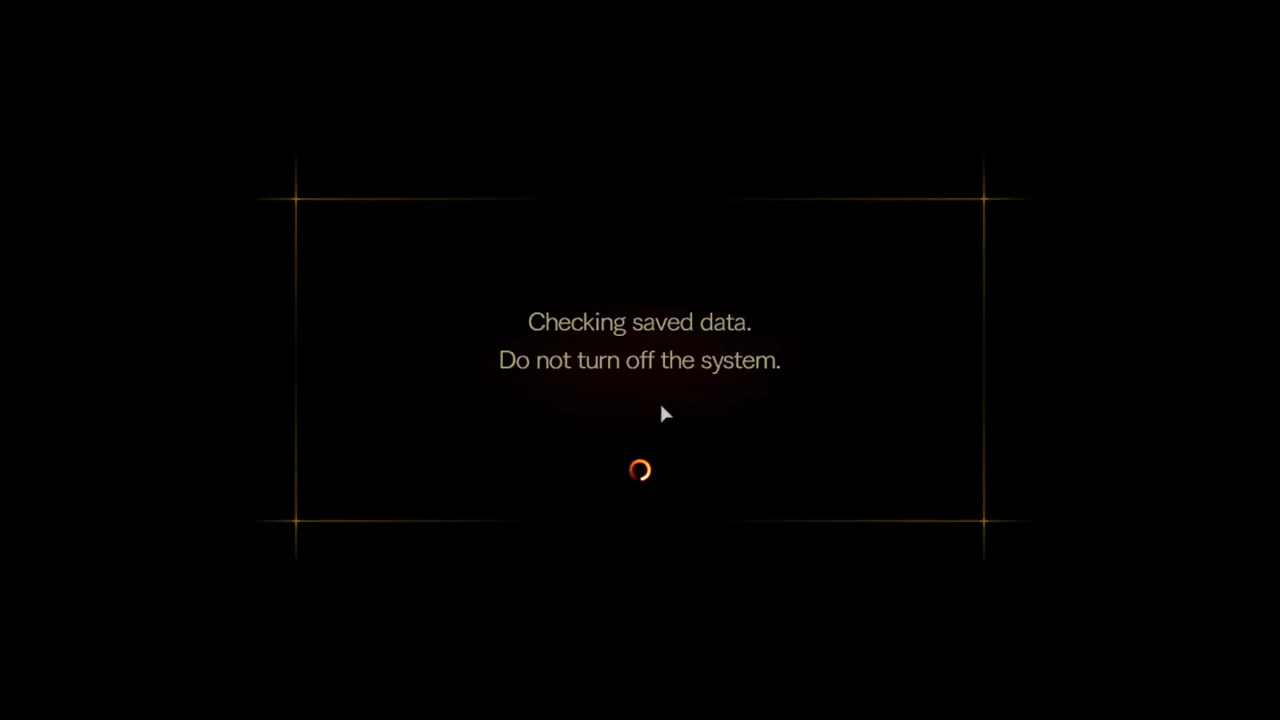 Checking saved data.
Do not turn off the system.